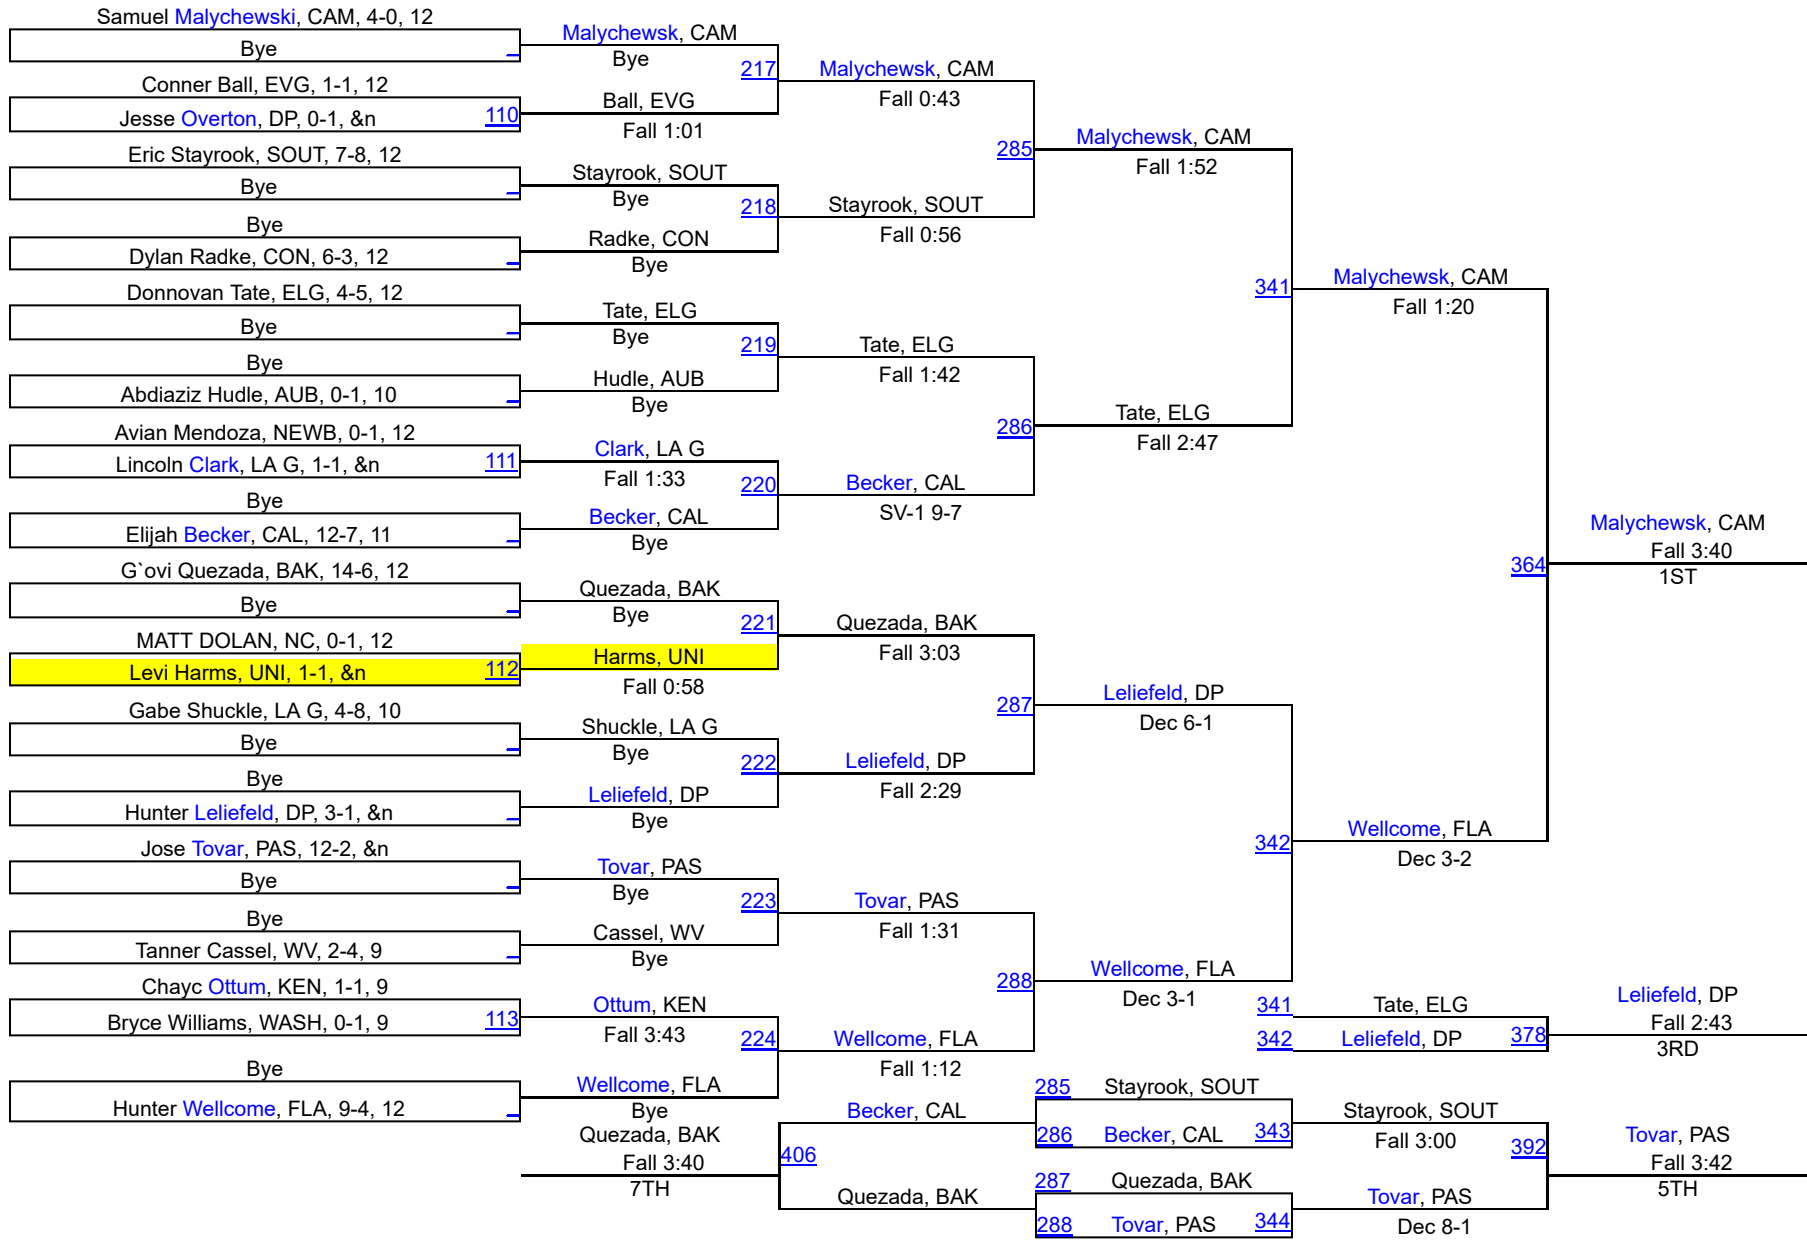 Samuel Malychewski, CAM, 4-0, 12
Bye
Conner Ball, EVG, 1-1, 12
Jesse Overton, DP, 0-1, &n
110
Eric Stayrook, SOUT, 7-8, 12
Bye
Bye
Dylan Radke, CON, 6-3, 12
Donnovan Tate, ELG, 4-5, 12
Bye
Bye
Abdiaziz Hudle, AUB, 0-1, 10
Avian Mendoza, NEWB, 0-1, 12
Lincoln Clark, LA G, 1-1, &n
111
Bye
Elijah Becker, CAL, 12-7, 11
G`ovi Quezada, BAK, 14-6, 12
Bye
MATT DOLAN, NC, 0-1, 12
Levi Harms, UNI, 1-1, &n
112
Gabe Shuckle, LA G, 4-8, 10
Bye
Bye
Hunter Leliefeld, DP, 3-1, &n
Jose Tovar, PAS, 12-2, &n
Bye
Bye
Tanner Cassel, WV, 2-4, 9
Chayc Ottum, KEN, 1-1, 9
Bryce Williams, WASH, 0-1, 9
113
Bye
Hunter Wellcome, FLA, 9-4, 12
Malychewsk, CAM
Bye
217
Ball, EVG
Fall 1:01
Stayrook, SOUT
Bye
218
Radke, CON
Bye
Tate, ELG
Bye
219
Hudle, AUB
Bye
Clark, LA G
Fall 1:33
220
Becker, CAL
Bye
Quezada, BAK
Bye
221
Harms, UNI
Fall 0:58
Shuckle, LA G
Bye
222
Leliefeld, DP
Bye
Tovar, PAS
Bye
223
Cassel, WV
Bye
Ottum, KEN
Fall 3:43
224
Wellcome, FLA
Bye
Quezada, BAK
Fall 3:40
7TH
Malychewsk, CAM
Fall 0:43
285
Stayrook, SOUT
Fall 0:56
Tate, ELG
Fall 1:42
286
Becker, CAL
SV-1 9-7
Quezada, BAK
Fall 3:03
287
Leliefeld, DP
Fall 2:29
Tovar, PAS
Fall 1:31
288
Wellcome, FLA
Fall 1:12
Becker, CAL
406
Quezada, BAK
Malychewsk, CAM
Fall 1:52
341
Tate, ELG
Fall 2:47
Leliefeld, DP
Dec 6-1
342
Wellcome, FLA
Dec 3-1
285
Stayrook, SOUT
286
Becker, CAL
343
287
Quezada, BAK
288
Tovar, PAS
344
Malychewsk, CAM
Fall 1:20
364
Wellcome, FLA
Dec 3-2
341
Tate, ELG
342
Leliefeld, DP
378
Stayrook, SOUT
Fall 3:00
392
Tovar, PAS
Dec 8-1
Malychewsk, CAM
Fall 3:40
1ST
Leliefeld, DP
Fall 2:43
3RD
Tovar, PAS
Fall 3:42
5TH